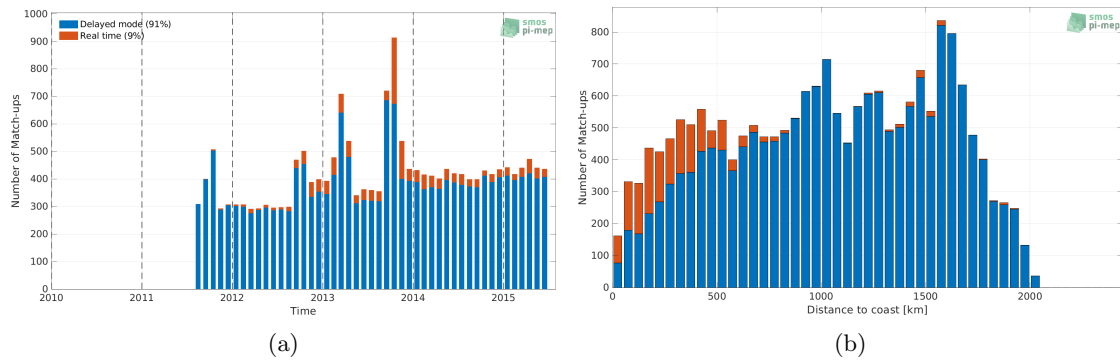 Delayed mode (91%)
Real time (9%)
smos
pi-mep
Number of Match-ups
1000
900
800
700
600
500
400
300
200
100
0
2010
2011
2012
2013
2014
2015
Time
(a)
smos
pi-mep
Number of Match-ups
800
700
600
500
400
300
200
100
0
0
500
1000
1500
2000
Distance to coast [km]
(b)